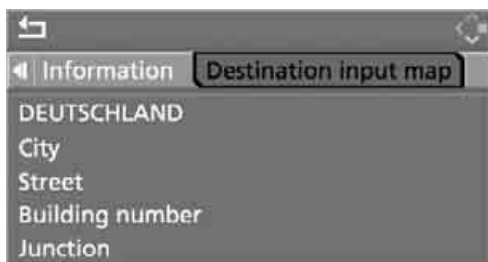 Information Destination input map
DEUTSCHLAND
City
Street
Building number
Junction